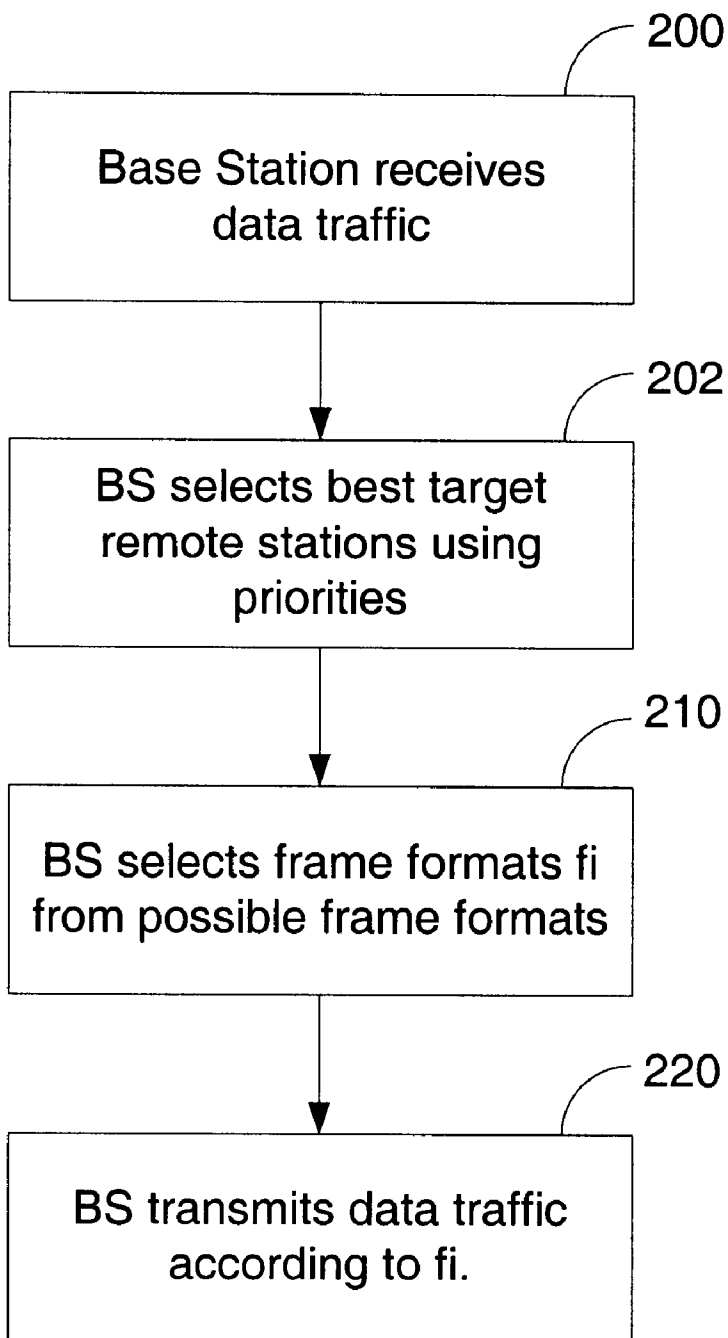 200
Base Station receives
data traffic
202
BS selects best target
remote stations using
priorities
210
BS selects frame formats fi
from possible frame formats
220
BS transmits data traffic
according to fi.